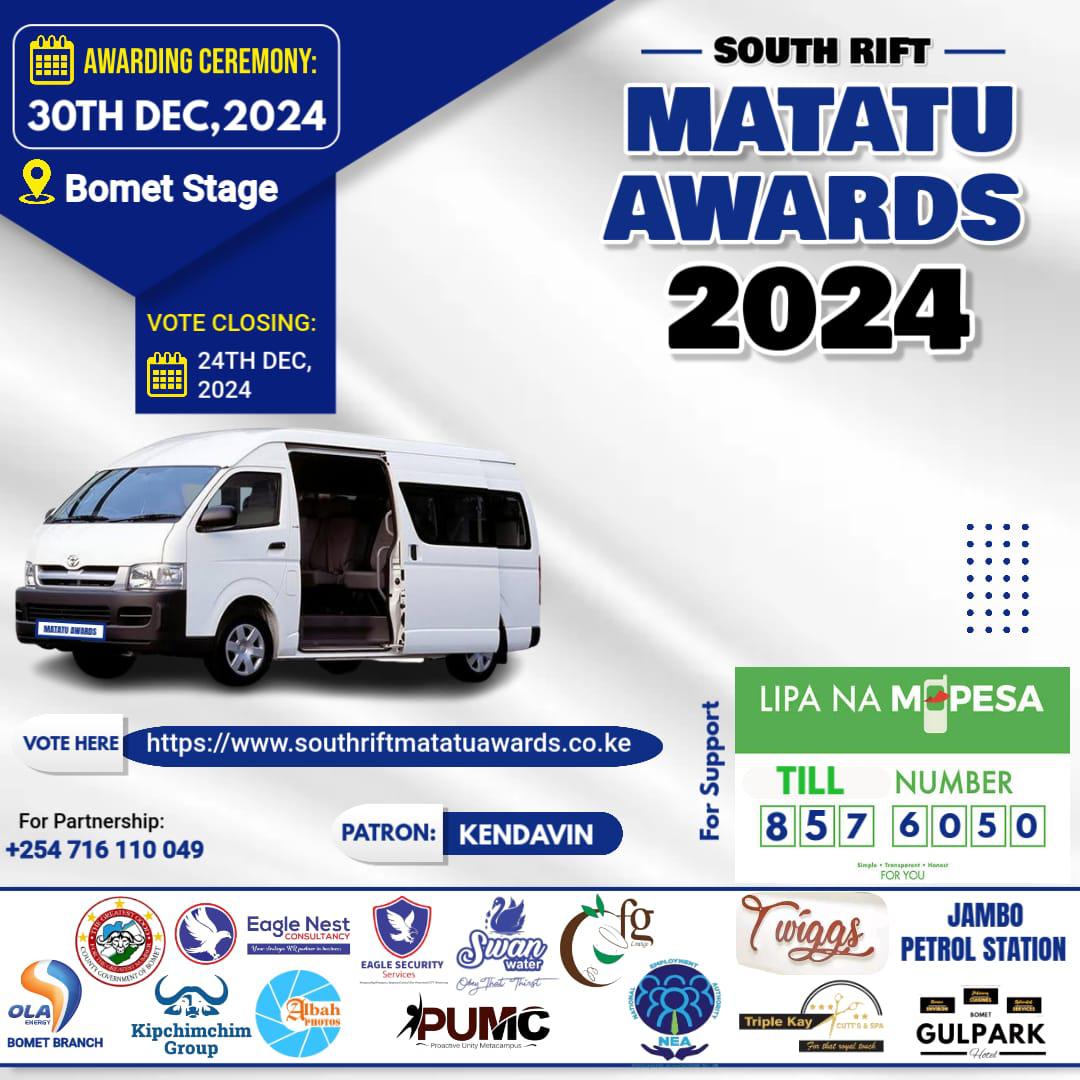 AWARDING CEREMONY:
30TH DEC,2024
Bomet Stage
VOTE CLOSING:
24TH DEC,
2024
SOUTH RIFT
MATATU
AWARDS
2024
MATATU AWARDS
VOTE HERE
https://www.southriftmatatuawards.co.ke
For Partnership:
+254 716 110 049
PATRON: KENDAVIN
For Support
LIPA NA M PESA
TILL NUMBER
857 6050
Simple • Transparent • Honest
FOR YOU
COUNTY GOVERNMENT OF BOMET
Eagle Nest
CONSULTANCY
EAGLE SECURITY
Services
Swan
water
Obey That Thirst
fg
Twiggs
JAMBO
PETROL STATION
OLA
ENERGY
BOMET BRANCH
Kipchimchim
Group
Albah
PHOTOS
PUMC
Proactive Unity Metacampus
NATIONAL EMPLOYMENT AUTHORITY
NEA
Triple Kay
CUTT'S & SPA
For that royal touch
BOMET
GULPARK
Hotel